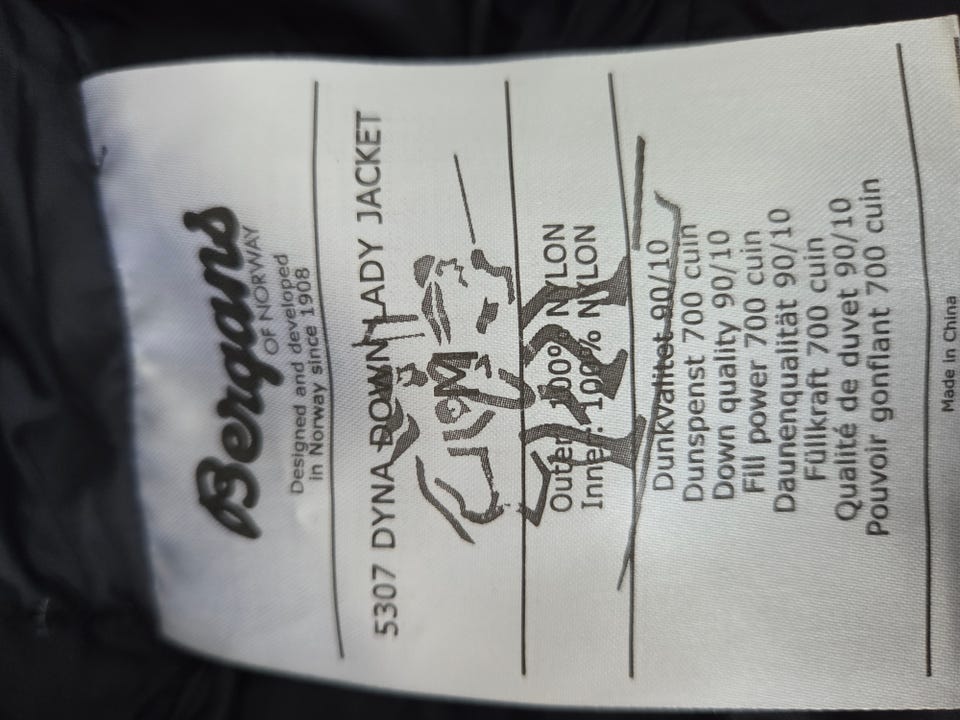 Bergans
OF NORWAY
Designed and developed
in Norway since 1908
5307 DYNA DOWN LADY JACKET
M
Outer: 100% NYLON
Inner: 100% NYLON
Dunkvalitet 90/10
Dunspenst 700 cuin
Down quality 90/10
Fill power 700 cuin
Daunenqualität 90/10
Füllkraft 700 cuin
Qualité de duvet 90/10
Pouvoir gonflant 700 cuin
Made in China